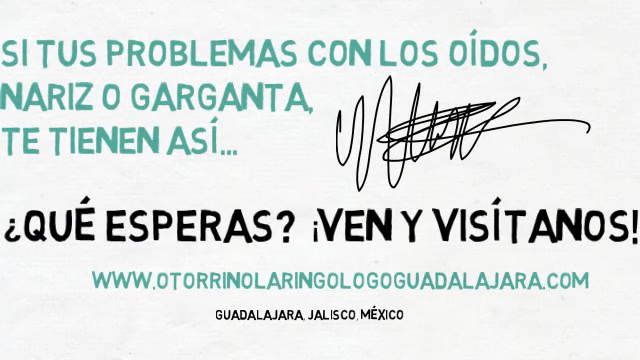 SI TUS PROBLEMAS CON LOS OÍDOS,
NARIZ O GARGANTA,
TE TIENEN ASÍ...
¿QUÉ ESPERAS? ¡VEN Y VISÍTANOS!
WWW.OTORRINOLARINGOLOGOGUADALAJARA.COM
GUADALAJARA, JALISCO, MÉXICO